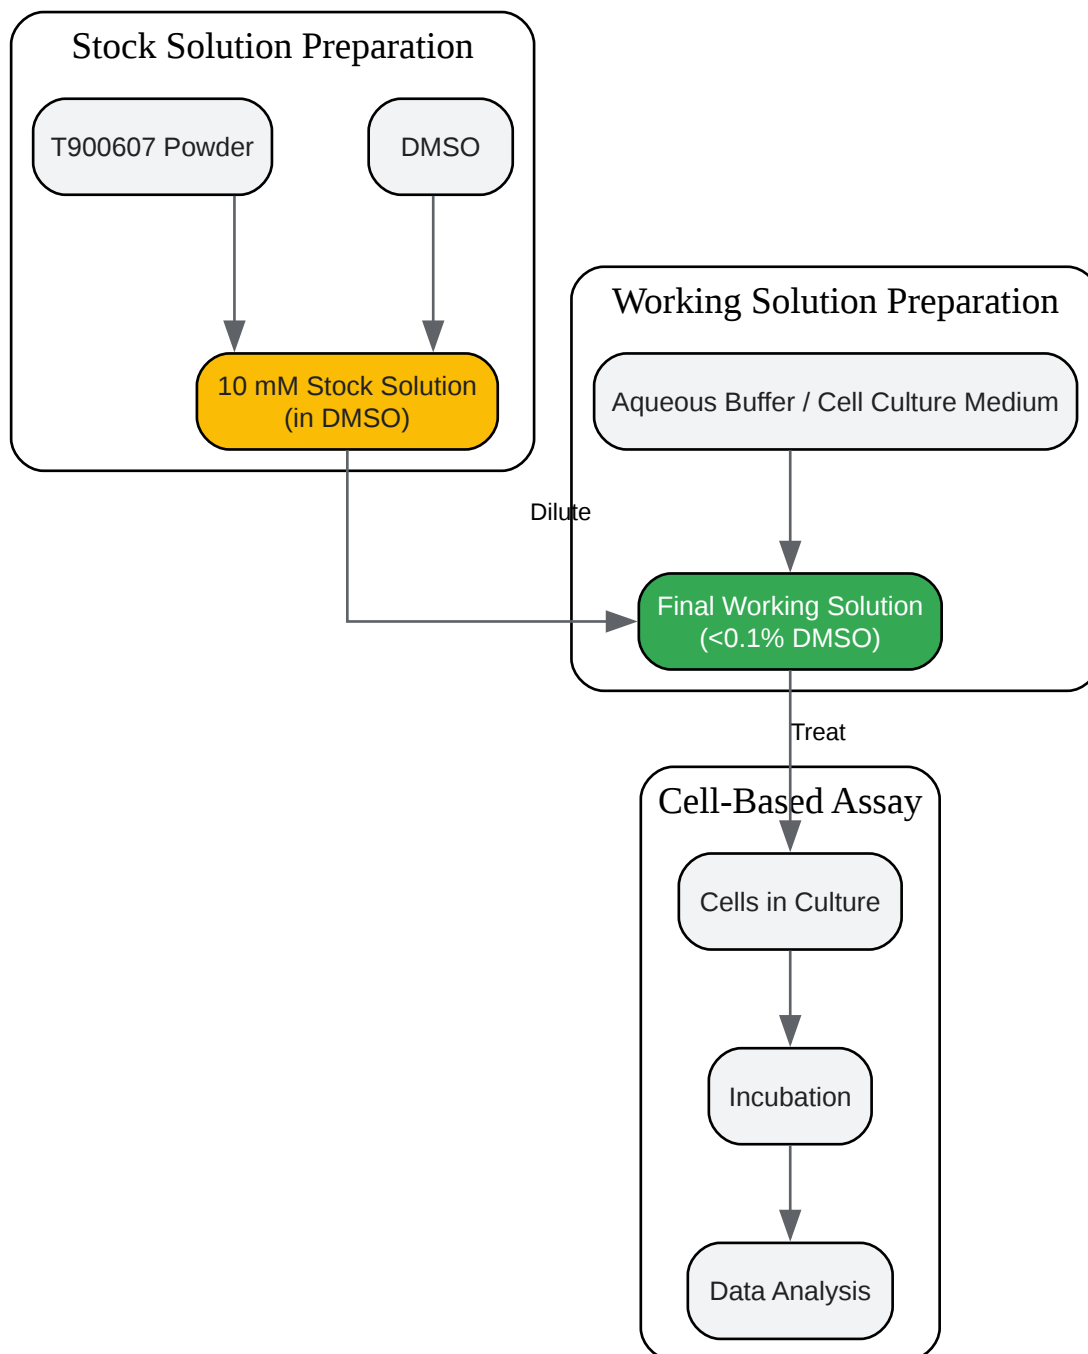 Stock Solution Preparation
T900607 Powder
DMSO
10 mM Stock Solution
(in DMSO)
Working Solution Preparation
Aqueous Buffer / Cell Culture Medium
Dilute
Final Working Solution
(<0.1% DMSO)
Treat
Cell-Based Assay
Cells in Culture
Incubation
Data Analysis